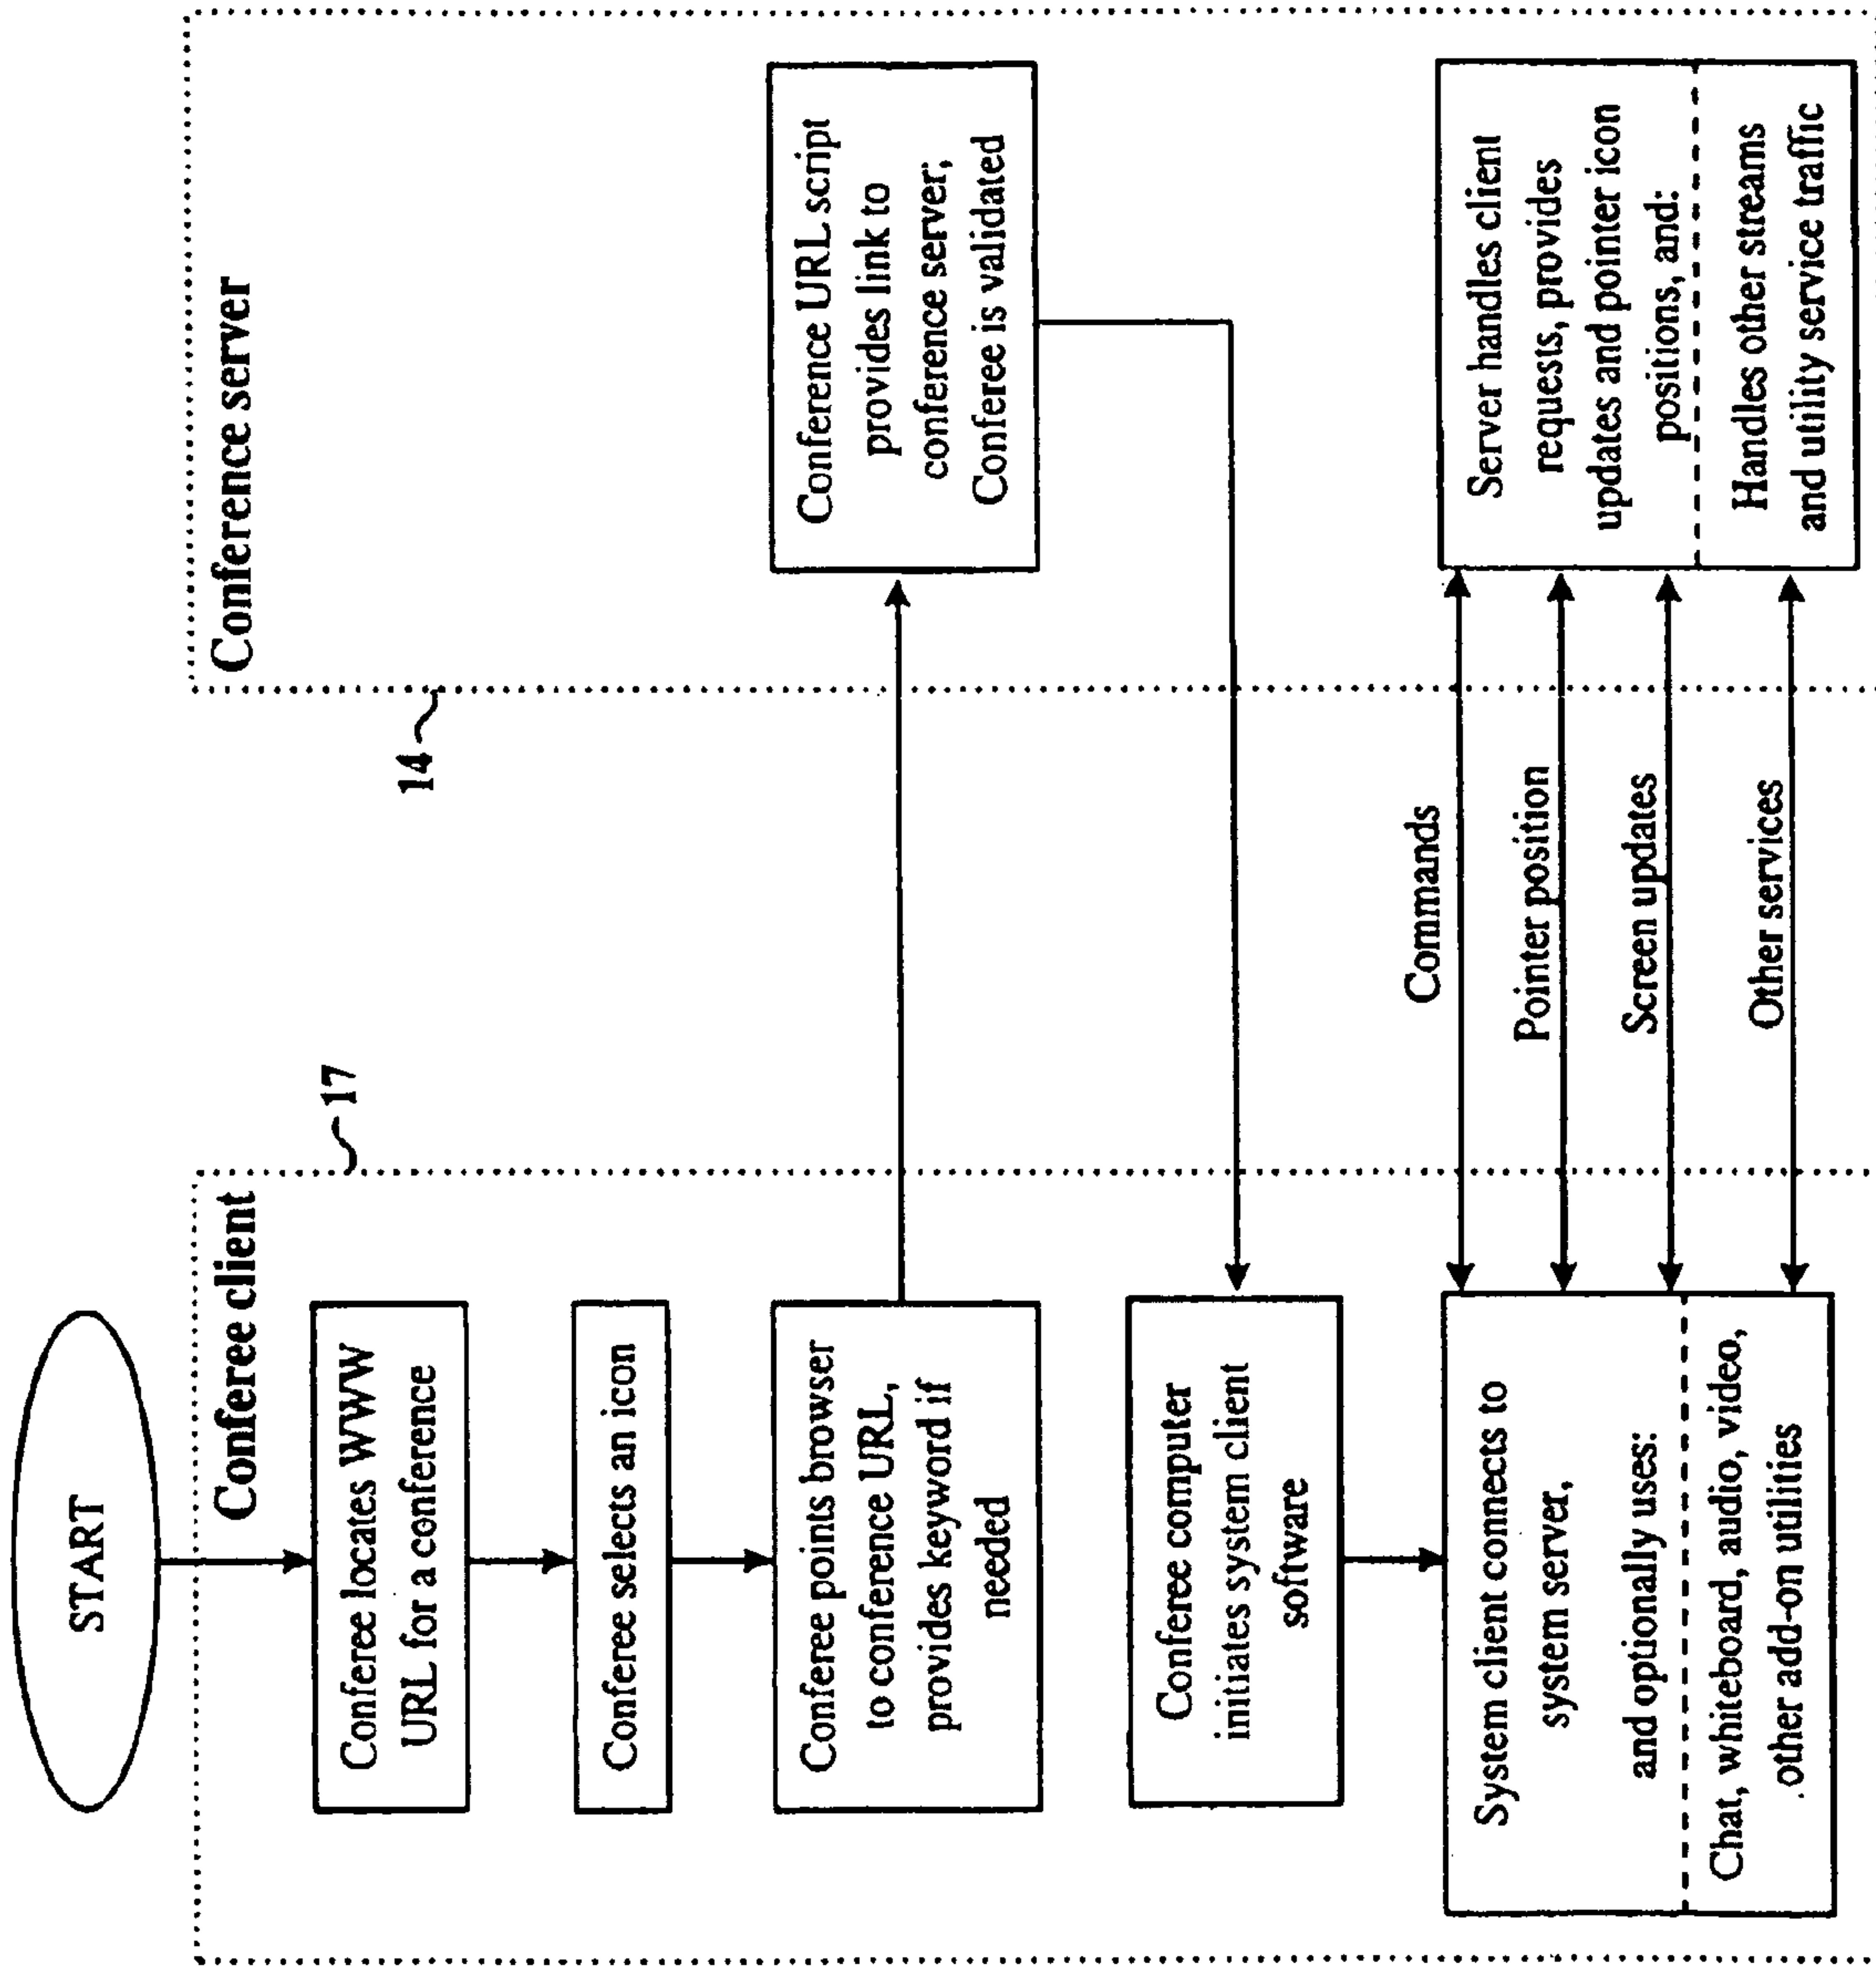 START
Conferee client
17
Conferee locates WWW
URL for a conference
Conferee selects an icon
Conferee points browser
to conference URL,
provides keyword if
needed
Conferee computer
initiates system client
software
System client connects to
system server,
and optionally uses:
Chat, whiteboard, audio, video,
other add-on utilities
Commands
Pointer position
Screen updates
Other services
14
Conference server
Conference URL script
provides link to
conference server;
Conferee is validated
Server handles client
requests, provides
updates and pointer icon
positions, and:
Handles other streams
and utility service traffic